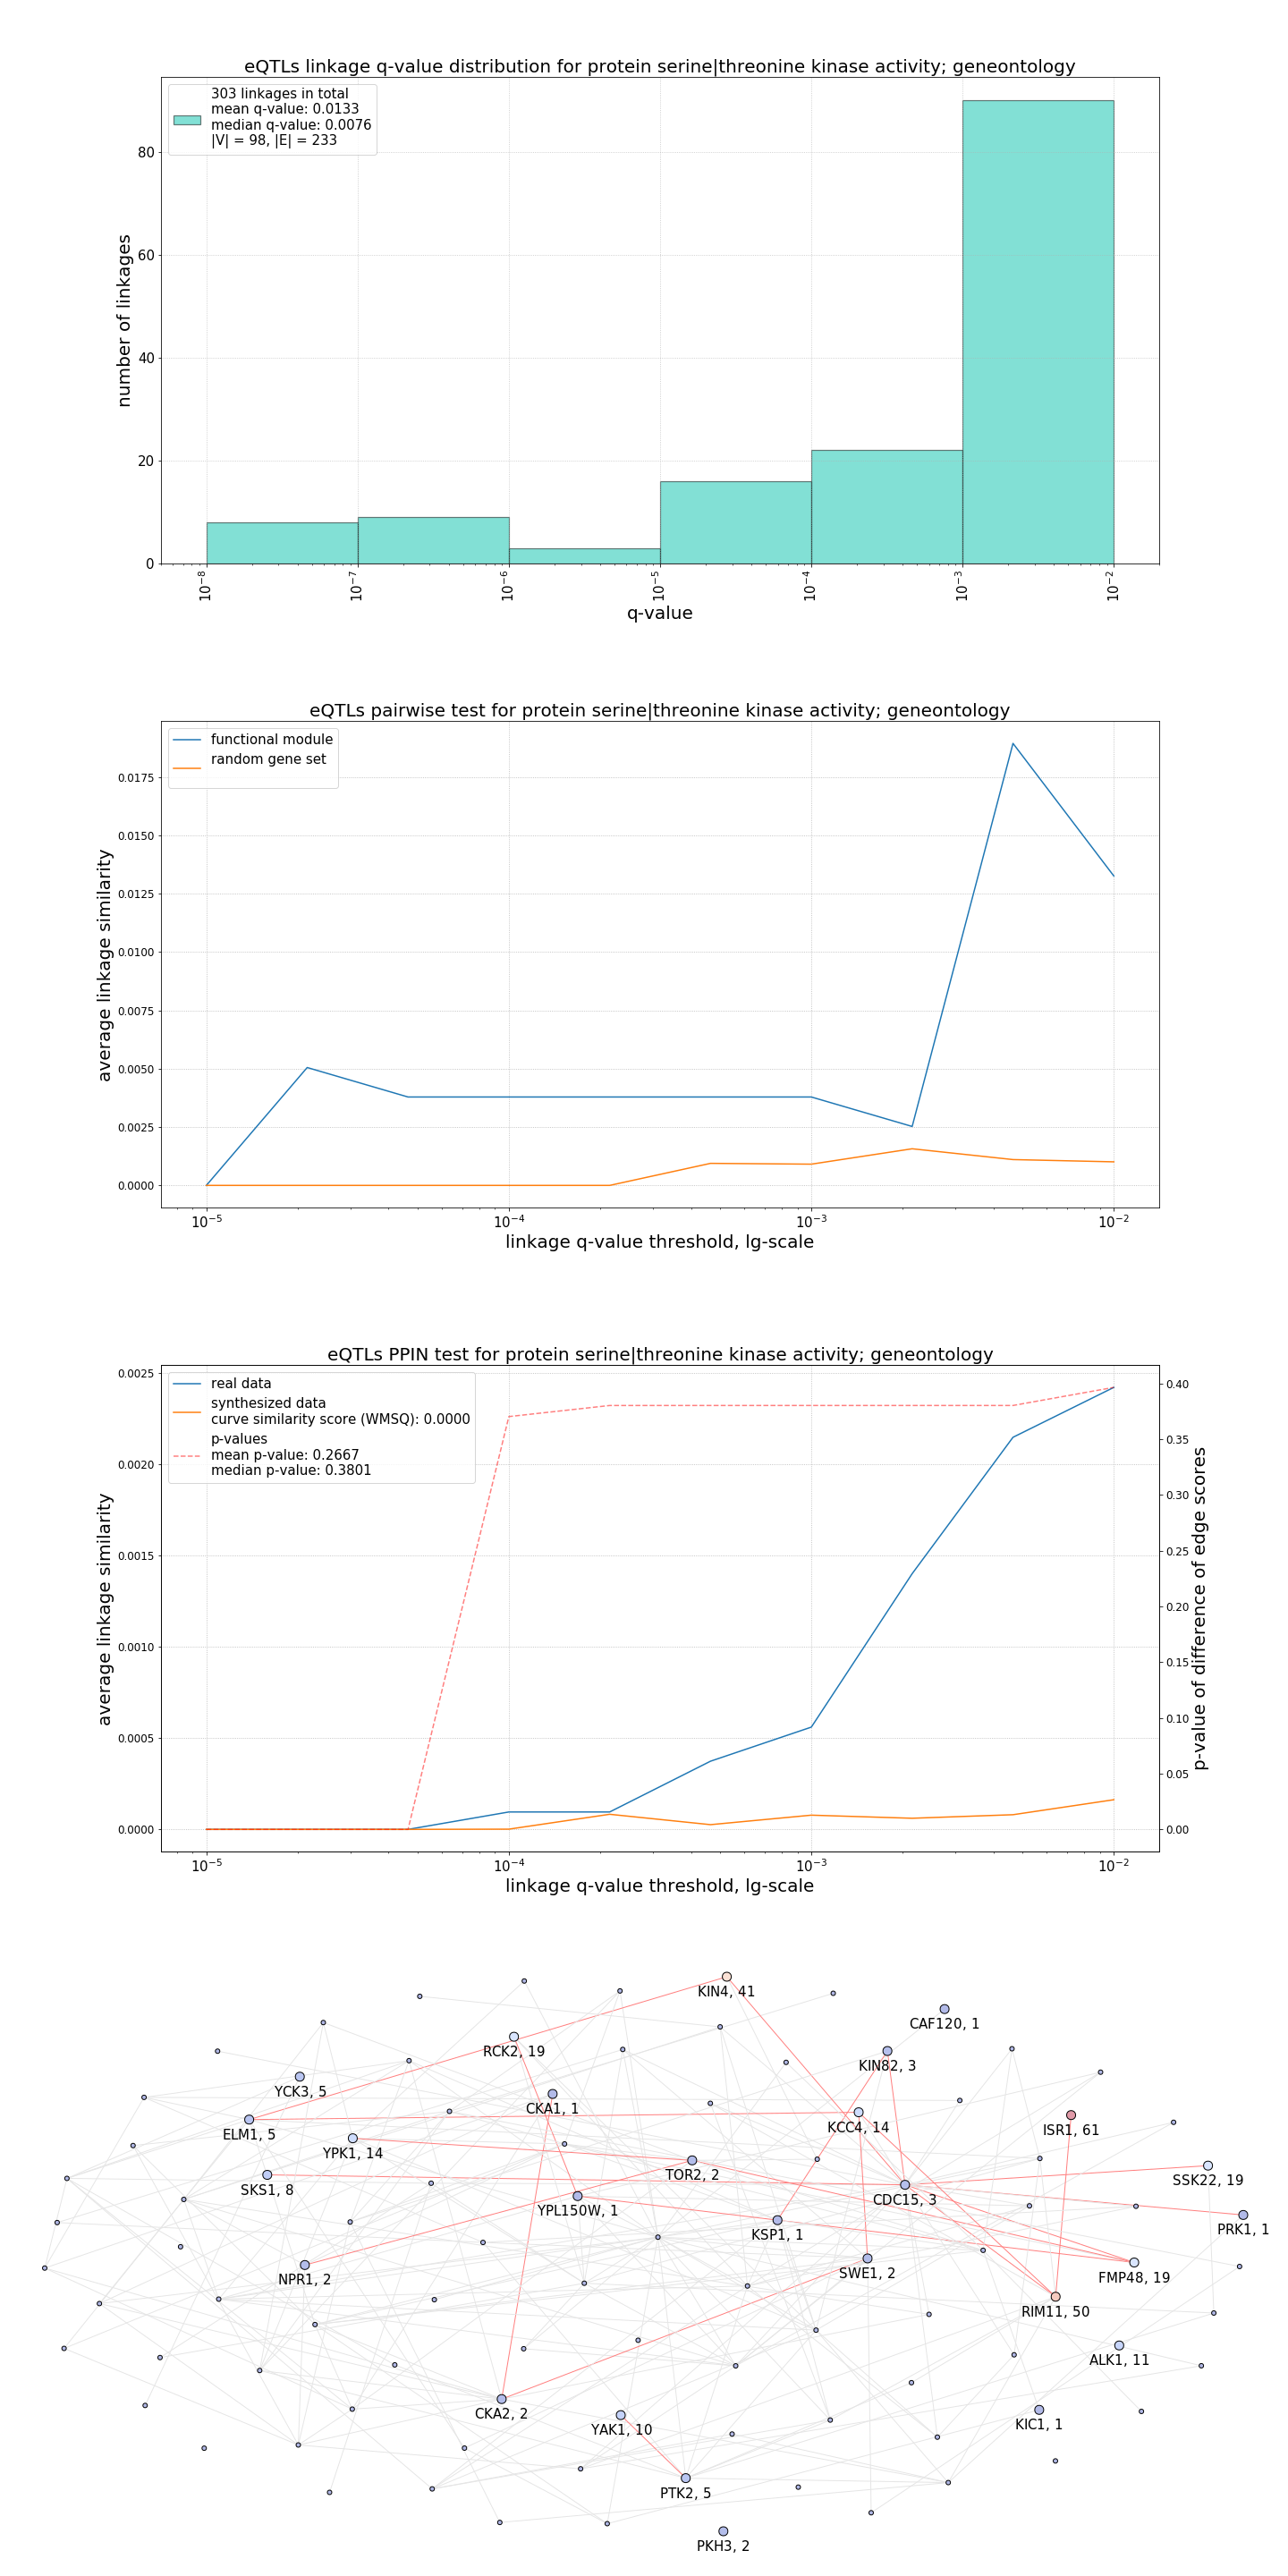 eQTLs linkage q-value distribution for protein serine|threonine kinase activity; geneontology
303 linkages in total
mean q-value: 0.0133
median q-value: 0.0076
|V| = 98, |E| = 233
number of linkages
80
60
40
20
0
10⁻⁸
10⁻⁷
10⁻⁶
10⁻⁵
10⁻⁴
10⁻³
10⁻²
q-value
eQTLs pairwise test for protein serine|threonine kinase activity; geneontology
functional module
random gene set
average linkage similarity
0.0175
0.0150
0.0125
0.0100
0.0075
0.0050
0.0025
0.0000
10⁻⁵
10⁻⁴
10⁻³
10⁻²
linkage q-value threshold, lg-scale
eQTLs PPIN test for protein serine|threonine kinase activity; geneontology
real data
synthesized data
curve similarity score (WMSQ): 0.0000
p-values
mean p-value: 0.2667
median p-value: 0.3801
average linkage similarity
0.0025
0.0020
0.0015
0.0010
0.0005
0.0000
0.40
0.35
0.30
0.25
0.20
0.15
0.10
0.05
0.00
p-value of difference of edge scores
10⁻⁵
10⁻⁴
10⁻³
10⁻²
linkage q-value threshold, lg-scale
KIN4, 41
CAF120, 1
RCK2, 19
KIN82, 3
YCK3, 5
CKA1, 1
KCC4, 14
ISR1, 61
ELM1, 5
YPK1, 14
TOR2, 2
SSK22, 19
SKS1, 8
CDC15, 3
YPL150W, 1
PRK1, 1
KSP1, 1
SWE1, 2
FMP48, 19
NPR1, 2
RIM11, 50
ALK1, 11
CKA2, 2
YAK1, 10
KIC1, 1
PTK2, 5
PKH3, 2